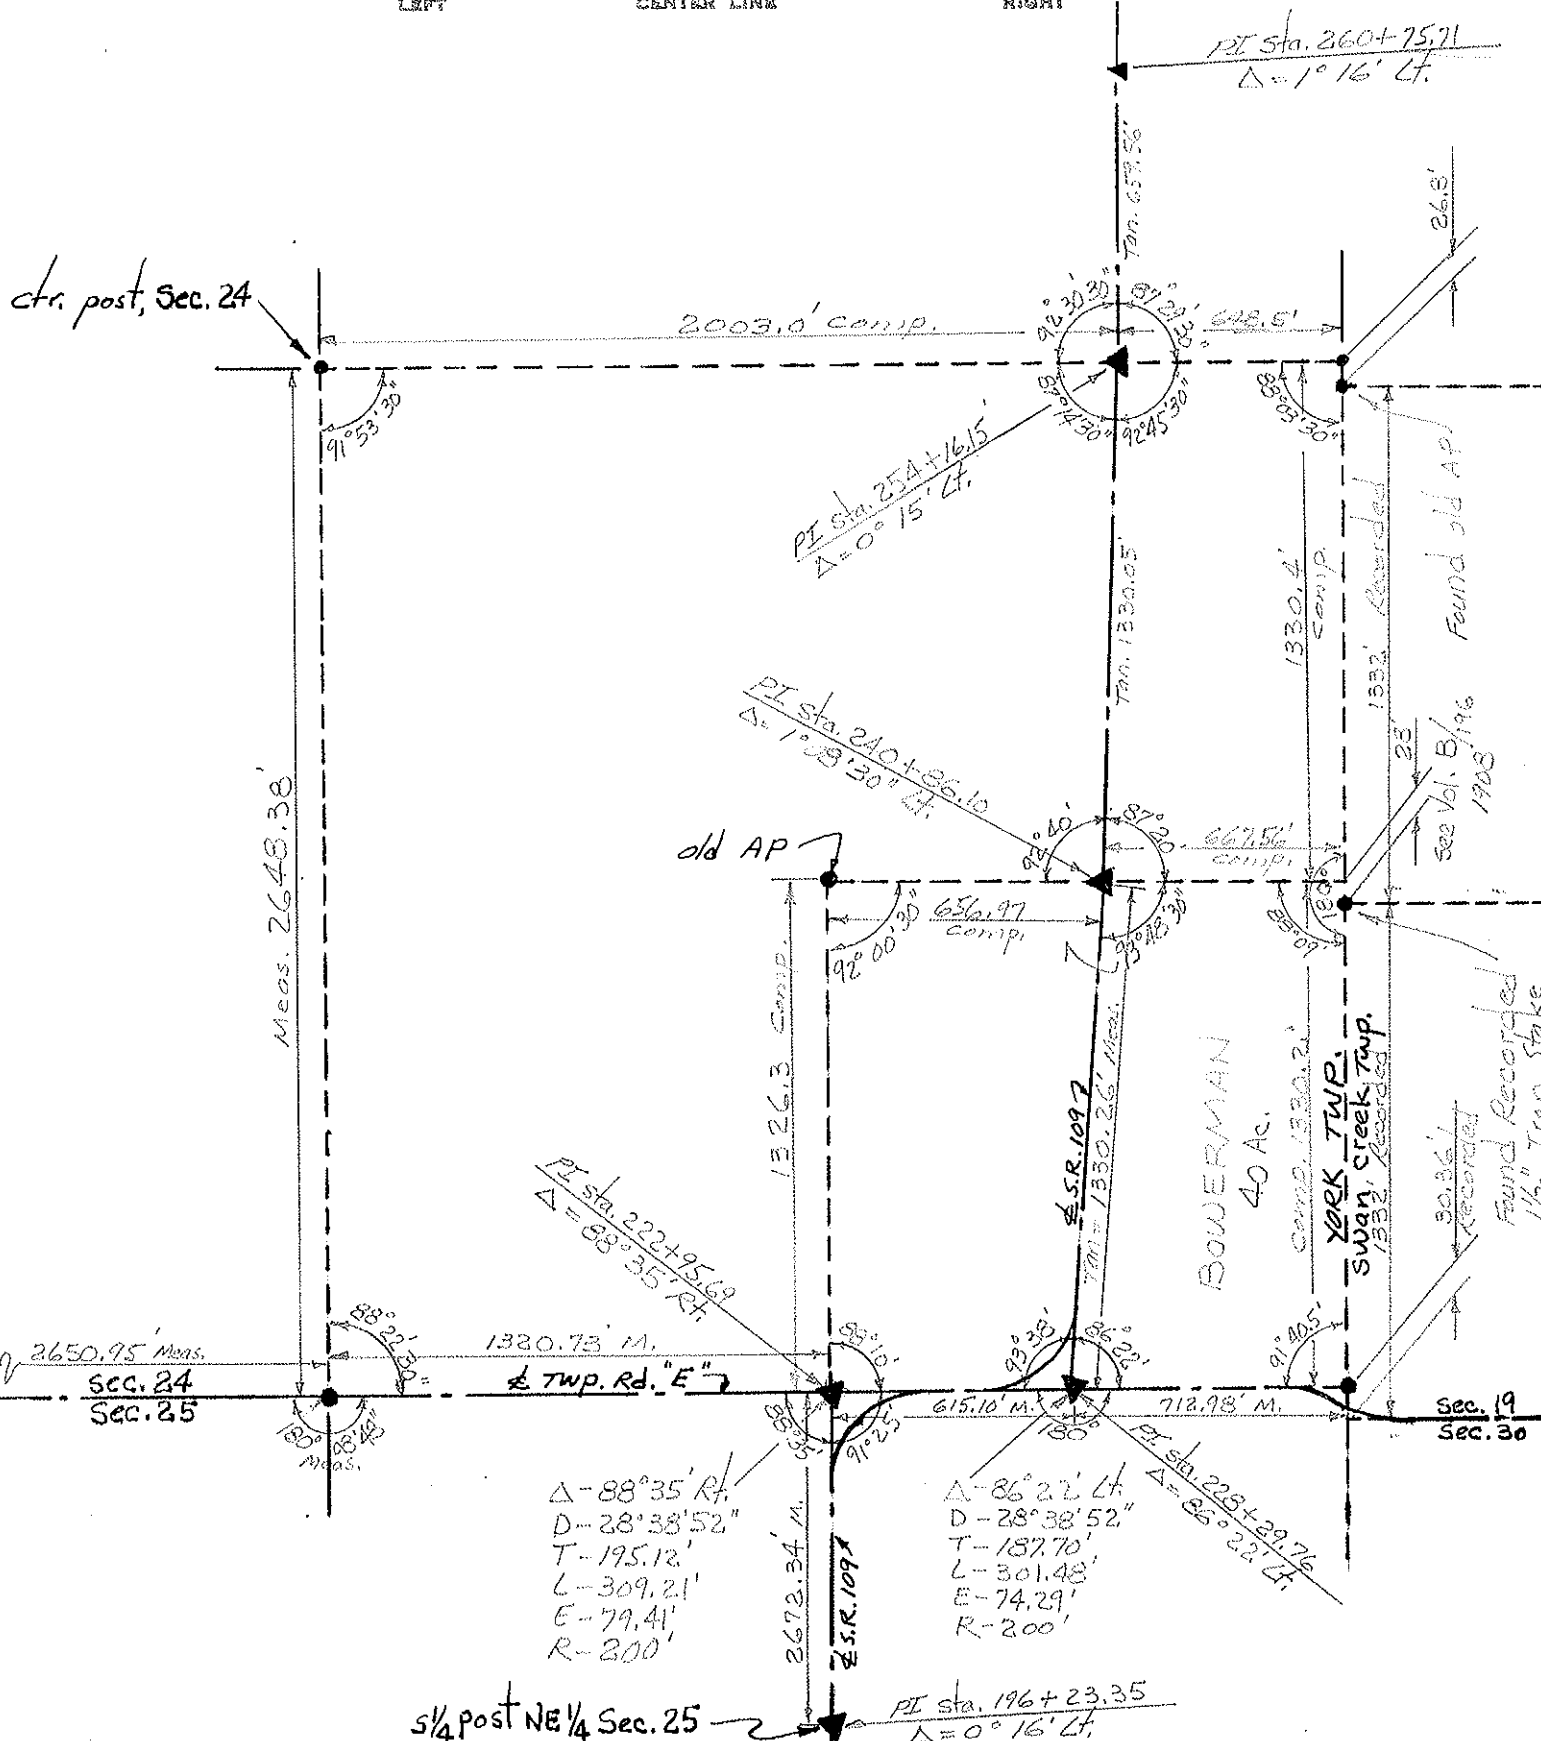 LEFT
CENTER LINE
RIGHT
PI Sta. 260+75.71
Δ = 1° 16' Lt.
Tan. 659.56'
26.8'
ctr. post, Sec. 24
2003.0' Comp.
92° 30' 30"
87° 29' 30"
648.5'
91° 53' 30"
87° 14' 30"
92° 45' 30"
88° 03' 30"
PI Sta. 254+16.15
Δ = 0° 15' Lt.
Tan. 1330.05'
1330.4'
comp.
1332' Recorded
Found old AP
PI Sta. 240+86.10
Δ = 1° 08' 30" Lt.
23'
See Vol. B/96
1908
Meas. 2648.38'
old AP
92° 40'
87° 20'
667.56'
comp.
656.97
comp.
92° 00' 30"
93° 48' 30"
88° 09'
180°
1326.3 Comp.
Tan = 1330.26' Meas.
₵ S.R. 109
BOWERMAN
40 Ac.
Comp. 1330.2'
YORK TWP.
Swan Creek Twp.
1332' Recorded
30.36'
Recorded
Found Recorded
Iron Stake
PI Sta. 222+95.69
Δ = 88° 35' Rt.
2650.95' Meas.
Sec. 24
Sec. 25
88° 22' 30"
1320.73' M.
₵ Twp. Rd. "E"
88° 10'
93° 38'
86° 22'
91° 40.5'
180°
Meas.
88° 35'
91° 25'
615.10' M.
180°
712.98' M.
Sec. 19
Sec. 30
Δ - 88° 35' Rt.
D - 28° 38' 52"
T - 195.12'
L - 309.21'
E - 79.41'
R - 200'
2672.34' M.
₵ S.R. 109
Δ - 86° 22' Lt.
D - 28° 38' 52"
T - 187.70'
L - 301.48'
E - 74.29'
R - 200'
PI Sta. 228+29.76
Δ = 86° 22' Lt.
S 1/4 post NE 1/4 Sec. 25
PI Sta. 196+23.35
Δ = 0° 16' Lt.